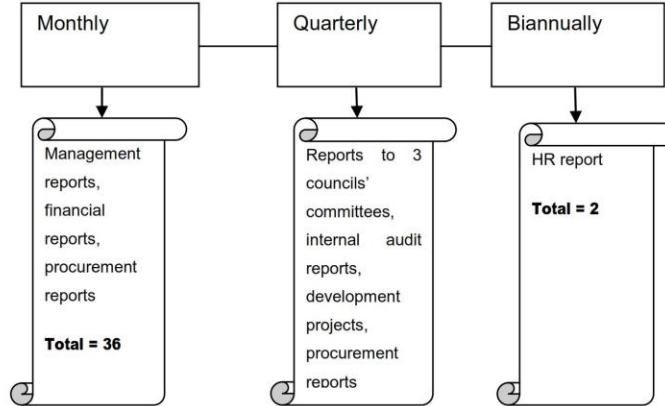 Monthly
Quarterly
Biannually
Management
reports,
financial
reports,
procurement
reports
Total = 36
Reports to 3
councils'
committees,
internal audit
reports,
development
projects,
procurement
reports
HR report
Total = 2